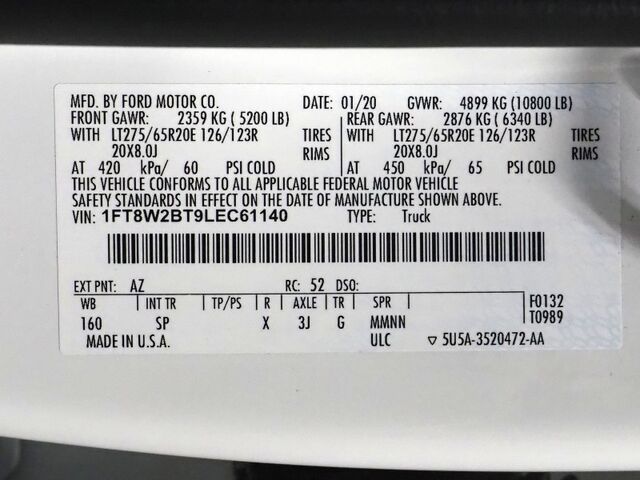 MFD. BY FORD MOTOR CO. DATE: 01/20 GVWR: 4899 KG (10800 LB)
FRONT GAWR: 2359 KG ( 5200 LB) REAR GAWR: 2876 KG ( 6340 LB)
WITH LT275/65R20E 126/123R TIRES WITH LT275/65R20E 126/123R TIRES
20X8.0J RIMS 20X8.0J RIMS
AT 420 kPa/ 60 PSI COLD AT 450 kPa/ 65 PSI COLD
THIS VEHICLE CONFORMS TO ALL APPLICABLE FEDERAL MOTOR VEHICLE
SAFETY STANDARDS IN EFFECT ON THE DATE OF MANUFACTURE SHOWN ABOVE.
VIN: 1FT8W2BT9LEC61140 TYPE: Truck
EXT PNT: AZ RC: 52 DSO:
WB INT TR TP/PS R AXLE TR SPR F0132
160 SP X 3J G MMNN T0989
MADE IN U.S.A. ULC ▽ 5U5A-3520472-AA